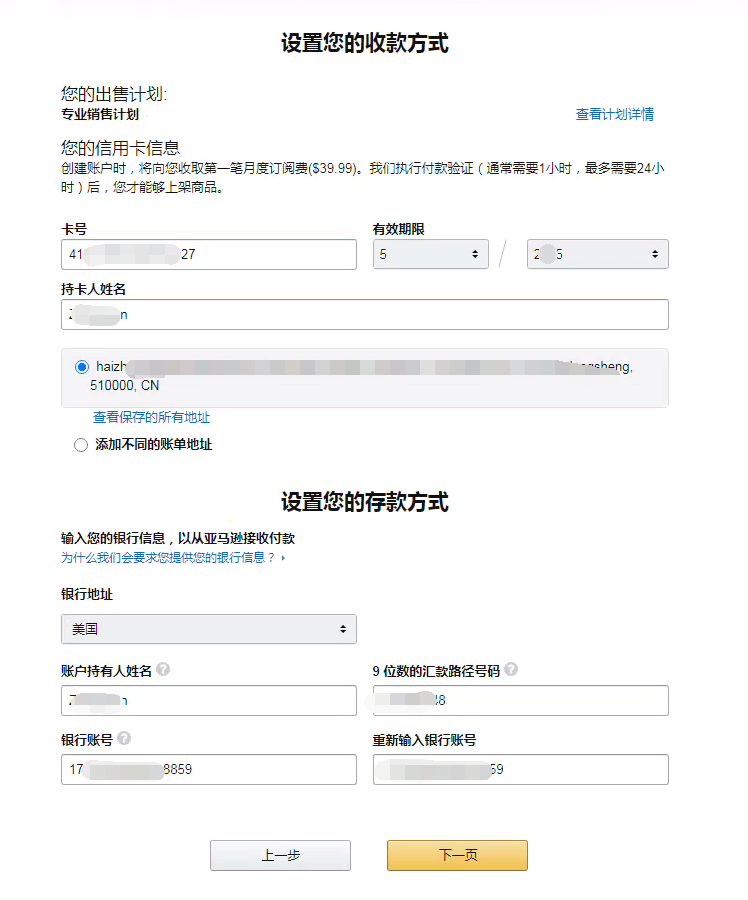 设置您的收款方式
您的出售计划:
专业销售计划
查看计划详情
您的信用卡信息
创建账户时，将向您收取第一笔月度订阅费($39.99)。我们执行付款验证（通常需要1小时，最多需要24小
时）后，您才能够上架商品。
卡号
有效期限
41 27
5
/
2 5
持卡人姓名
n
haizh gsheng,
510000, CN
查看保存的所有地址
添加不同的账单地址
设置您的存款方式
输入您的银行信息，以从亚马逊接收付款
为什么我们会要求您提供您的银行信息？
银行地址
美国
账户持有人姓名 ?
9 位数的汇款路径号码 ?
n
8
银行账号 ?
重新输入银行账号
17 8859
59
上一步
下一页